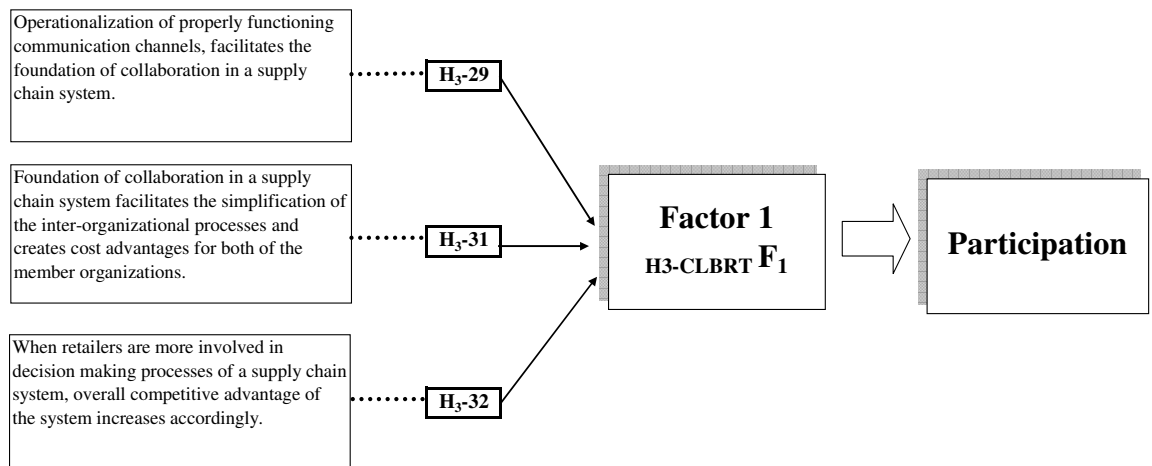 Operationalization of properly functioning
communication channels, facilitates the
foundation of collaboration in a supply
chain system.
H₃-29
Foundation of collaboration in a supply
chain system facilitates the simplification of
the inter-organizational processes and
creates cost advantages for both of the
member organizations.
H₃-31
When retailers are more involved in
decision making processes of a supply chain
system, overall competitive advantage of
the system increases accordingly.
H₃-32
Factor 1
H3-CLBRT F₁
Participation